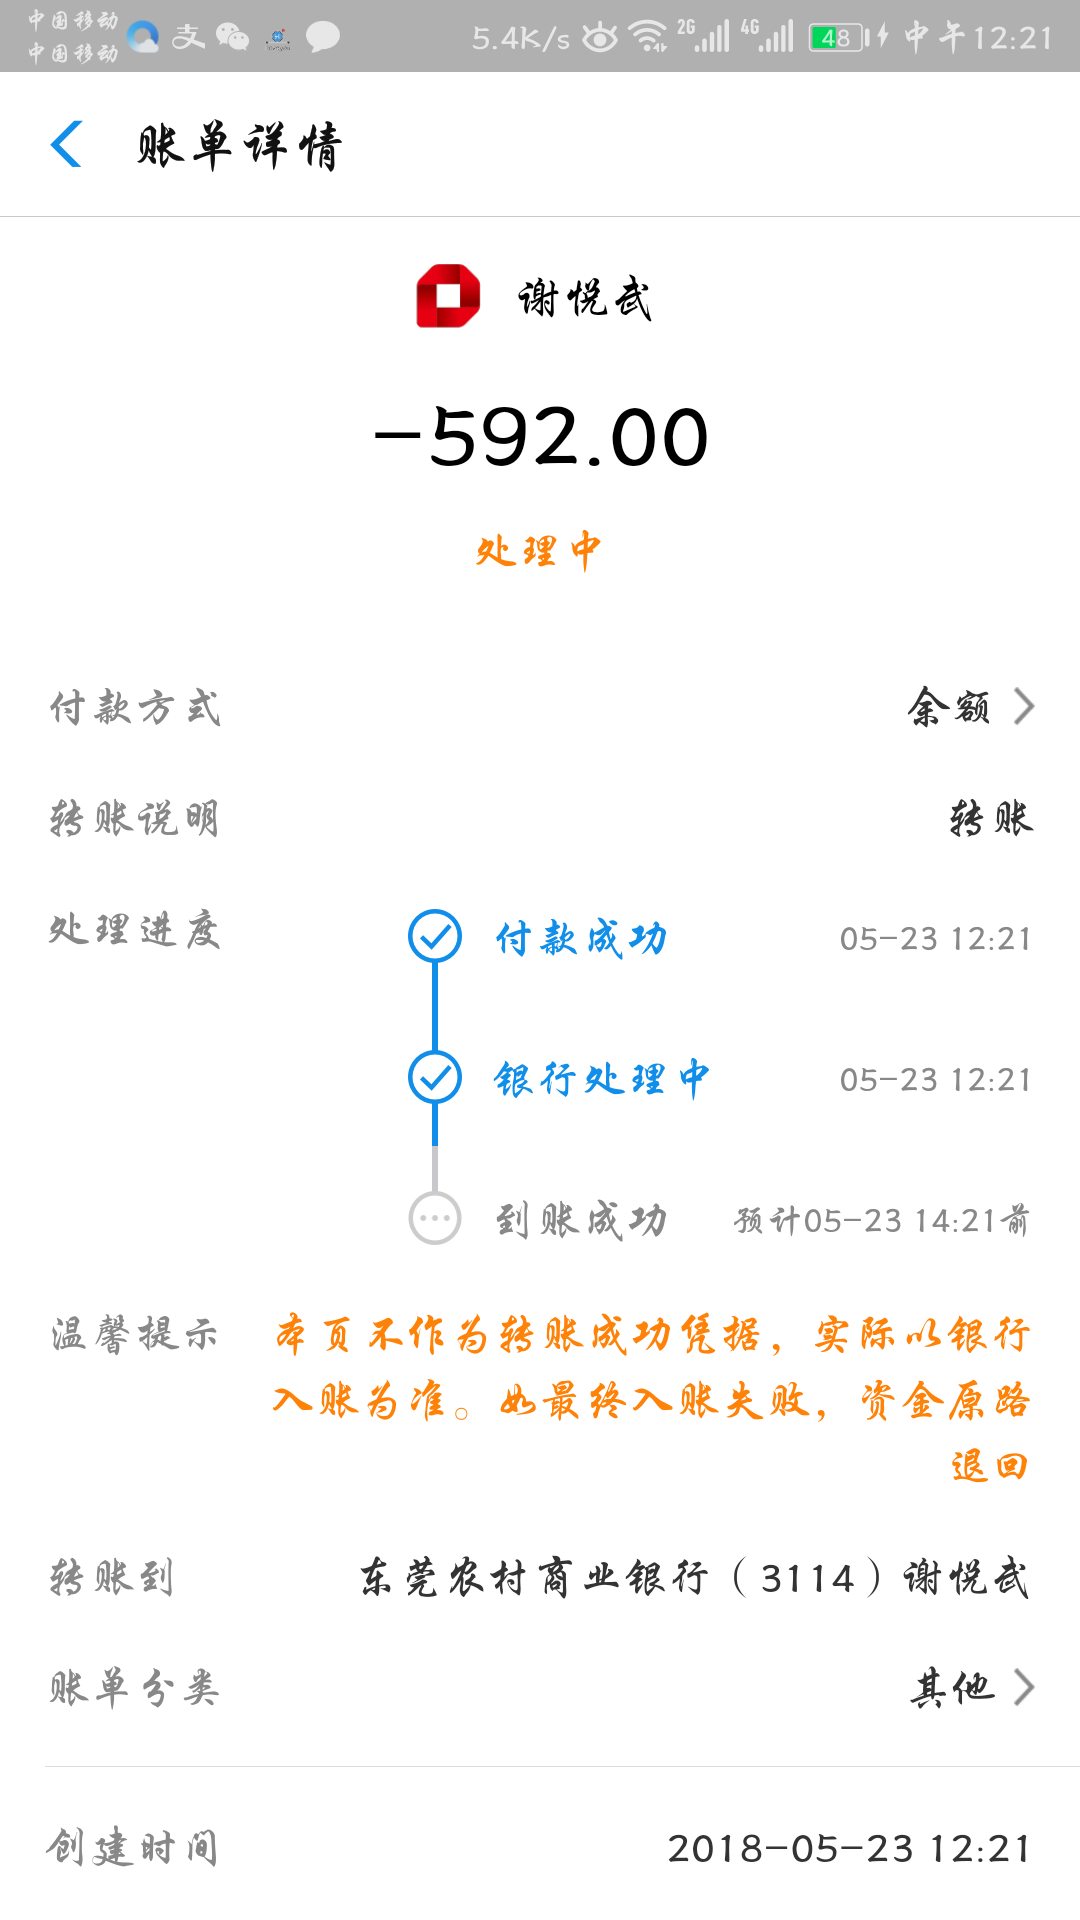 中国移动
中国移动
5.4K/s 2G 4G 48 中午12:21
账单详情
谢悦武
-592.00
处理中
付款方式 余额
转账说明 转账
处理进度 付款成功 05-23 12:21
银行处理中 05-23 12:21
到账成功 预计05-23 14:21前
温馨提示 本页不作为转账成功凭据，实际以银行
入账为准。如最终入账失败，资金原路
退回
转账到 东莞农村商业银行（3114）谢悦武
账单分类 其他
创建时间 2018-05-23 12:21